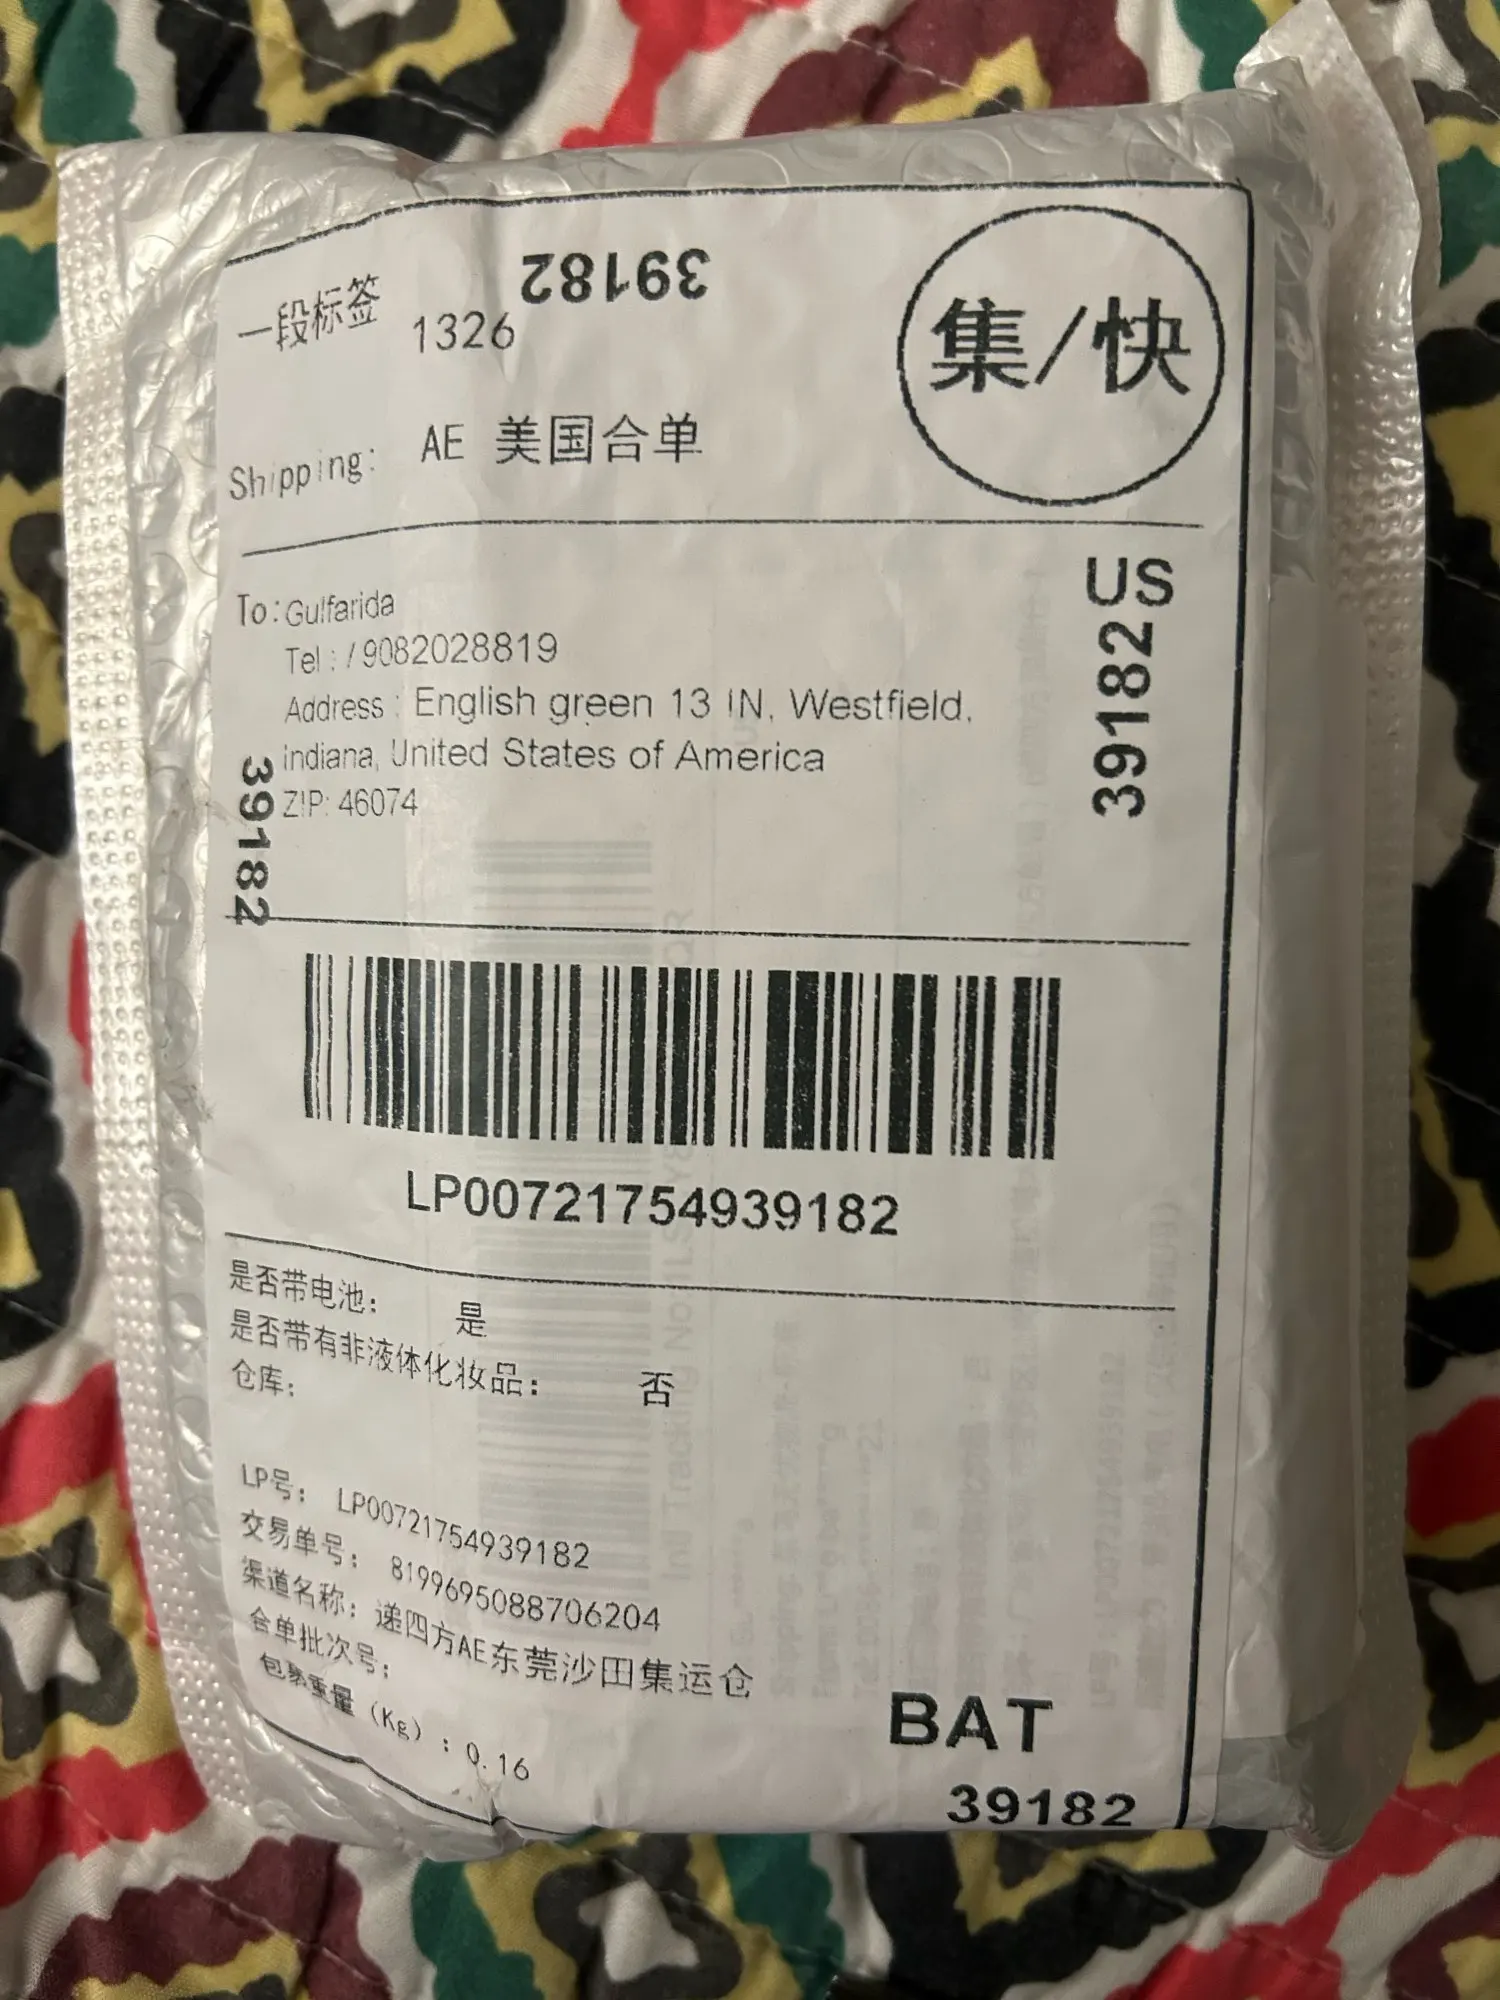 39182
一段标签 1326
集/快
Shipping: AE 美国合单
US
39182
To: Gulfarida
Tel : / 9082028819
Address : English green 13 IN, Westfield,
indiana, United States of America
ZIP: 46074
39182
LP00721754939182
是否带电池: 是
是否带有非液体化妆品: 否
仓库:
LP号: LP00721754939182
交易单号: 8199695088706204
渠道名称: 递四方AE东莞沙田集运仓
合单批次号:
包裹重量 (Kg) : 0.16
BAT
39182